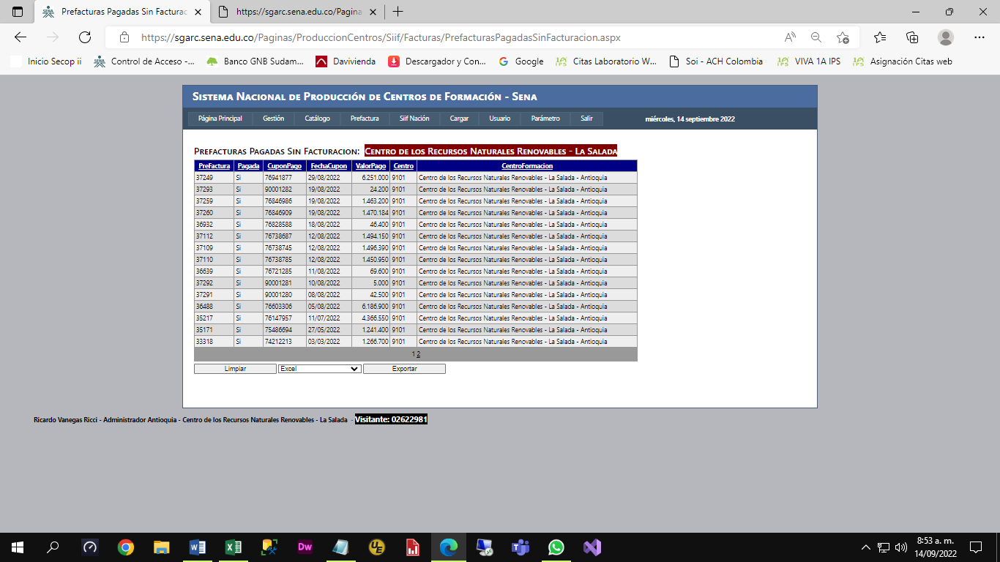 Prefacturas Pagadas Sin Facturac
https://sgarc.sena.edu.co/Pagina
https://sgarc.sena.edu.co/Paginas/ProduccionCentros/Siif/Facturas/PrefacturasPagadasSinFacturacion.aspx
Inicio Secop ii Control de Acceso -... Banco GNB Sudam... Davivienda Descargador y Con... Google Citas Laboratorio W... Soi - ACH Colombia VIVA 1A IPS Asignación Citas web
Sistema Nacional de Producción de Centros de Formación - Sena
Página Principal Gestión Catálogo Prefactura Siif Nación Cargar Usuario Parámetro Salir miércoles, 14 septiembre 2022
Prefacturas Pagadas Sin Facturacion: Centro de los Recursos Naturales Renovables - La Salada
Prefactura Pagada CuponPago FechaCupon ValorPago Centro CentroFormacion
37249 Si 76941877 29/08/2022 6.251.000 9101 Centro de los Recursos Naturales Renovables - La Salada - Antioquia
37293 Si 90001282 19/08/2022 24.200 9101 Centro de los Recursos Naturales Renovables - La Salada - Antioquia
37259 Si 76846986 19/08/2022 1.463.200 9101 Centro de los Recursos Naturales Renovables - La Salada - Antioquia
37260 Si 76846909 19/08/2022 1.470.184 9101 Centro de los Recursos Naturales Renovables - La Salada - Antioquia
36932 Si 76828588 18/08/2022 46.400 9101 Centro de los Recursos Naturales Renovables - La Salada - Antioquia
37112 Si 76738687 12/08/2022 1.494.150 9101 Centro de los Recursos Naturales Renovables - La Salada - Antioquia
37109 Si 76738745 12/08/2022 1.496.390 9101 Centro de los Recursos Naturales Renovables - La Salada - Antioquia
37110 Si 76738785 12/08/2022 1.450.950 9101 Centro de los Recursos Naturales Renovables - La Salada - Antioquia
36639 Si 76721285 11/08/2022 69.600 9101 Centro de los Recursos Naturales Renovables - La Salada - Antioquia
37292 Si 90001281 10/08/2022 5.000 9101 Centro de los Recursos Naturales Renovables - La Salada - Antioquia
37291 Si 90001280 08/08/2022 42.500 9101 Centro de los Recursos Naturales Renovables - La Salada - Antioquia
36488 Si 76603306 05/08/2022 6.186.900 9101 Centro de los Recursos Naturales Renovables - La Salada - Antioquia
35217 Si 76147957 11/07/2022 4.366.550 9101 Centro de los Recursos Naturales Renovables - La Salada - Antioquia
35171 Si 75486694 27/05/2022 1.241.400 9101 Centro de los Recursos Naturales Renovables - La Salada - Antioquia
33318 Si 74212213 03/03/2022 1.266.700 9101 Centro de los Recursos Naturales Renovables - La Salada - Antioquia
1 2
Limpiar Excel Exportar
Ricardo Vanegas Ricci - Administrador Antioquia - Centro de los Recursos Naturales Renovables - La Salada - Visitante: 02622981
Dw
8:53 a. m.
14/09/2022